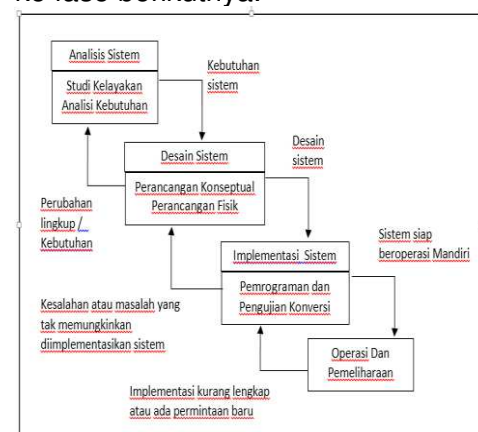 ke fase berikutnya.
Analisis Sistem
Studi Kelayakan
Analisi Kebutuhan
Kebutuhan
sistem
Desain Sistem
Perancangan Konseptual
Perancangan Fisik
Desain
sistem
Perubahan
lingkup /
Kebutuhan
Implementasi Sistem
Pemrograman dan
Pengujian Konversi
Sistem siap
beroperasi Mandiri
Kesalahan atau masalah yang
tak memungkinkan
diimplementasikan sistem
Operasi Dan
Pemeliharaan
Implementasi kurang lengkap
atau ada permintaan baru